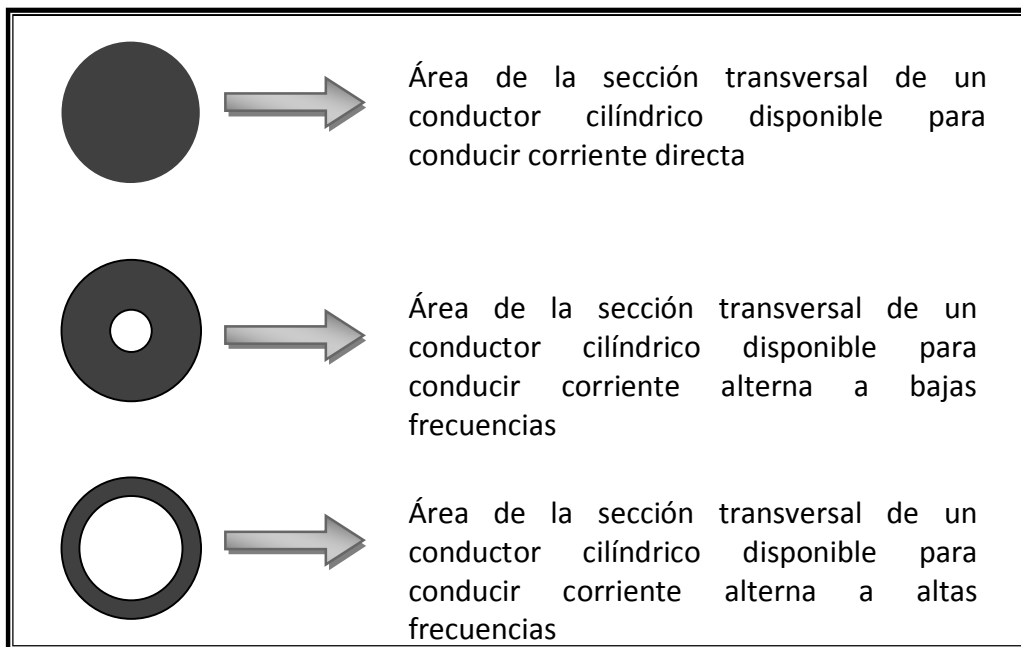 Área de la sección transversal de un
conductor cilíndrico disponible para
conducir corriente directa
Área de la sección transversal de un
conductor cilíndrico disponible para
conducir corriente alterna a bajas
frecuencias
Área de la sección transversal de un
conductor cilíndrico disponible para
conducir corriente alterna a altas
frecuencias